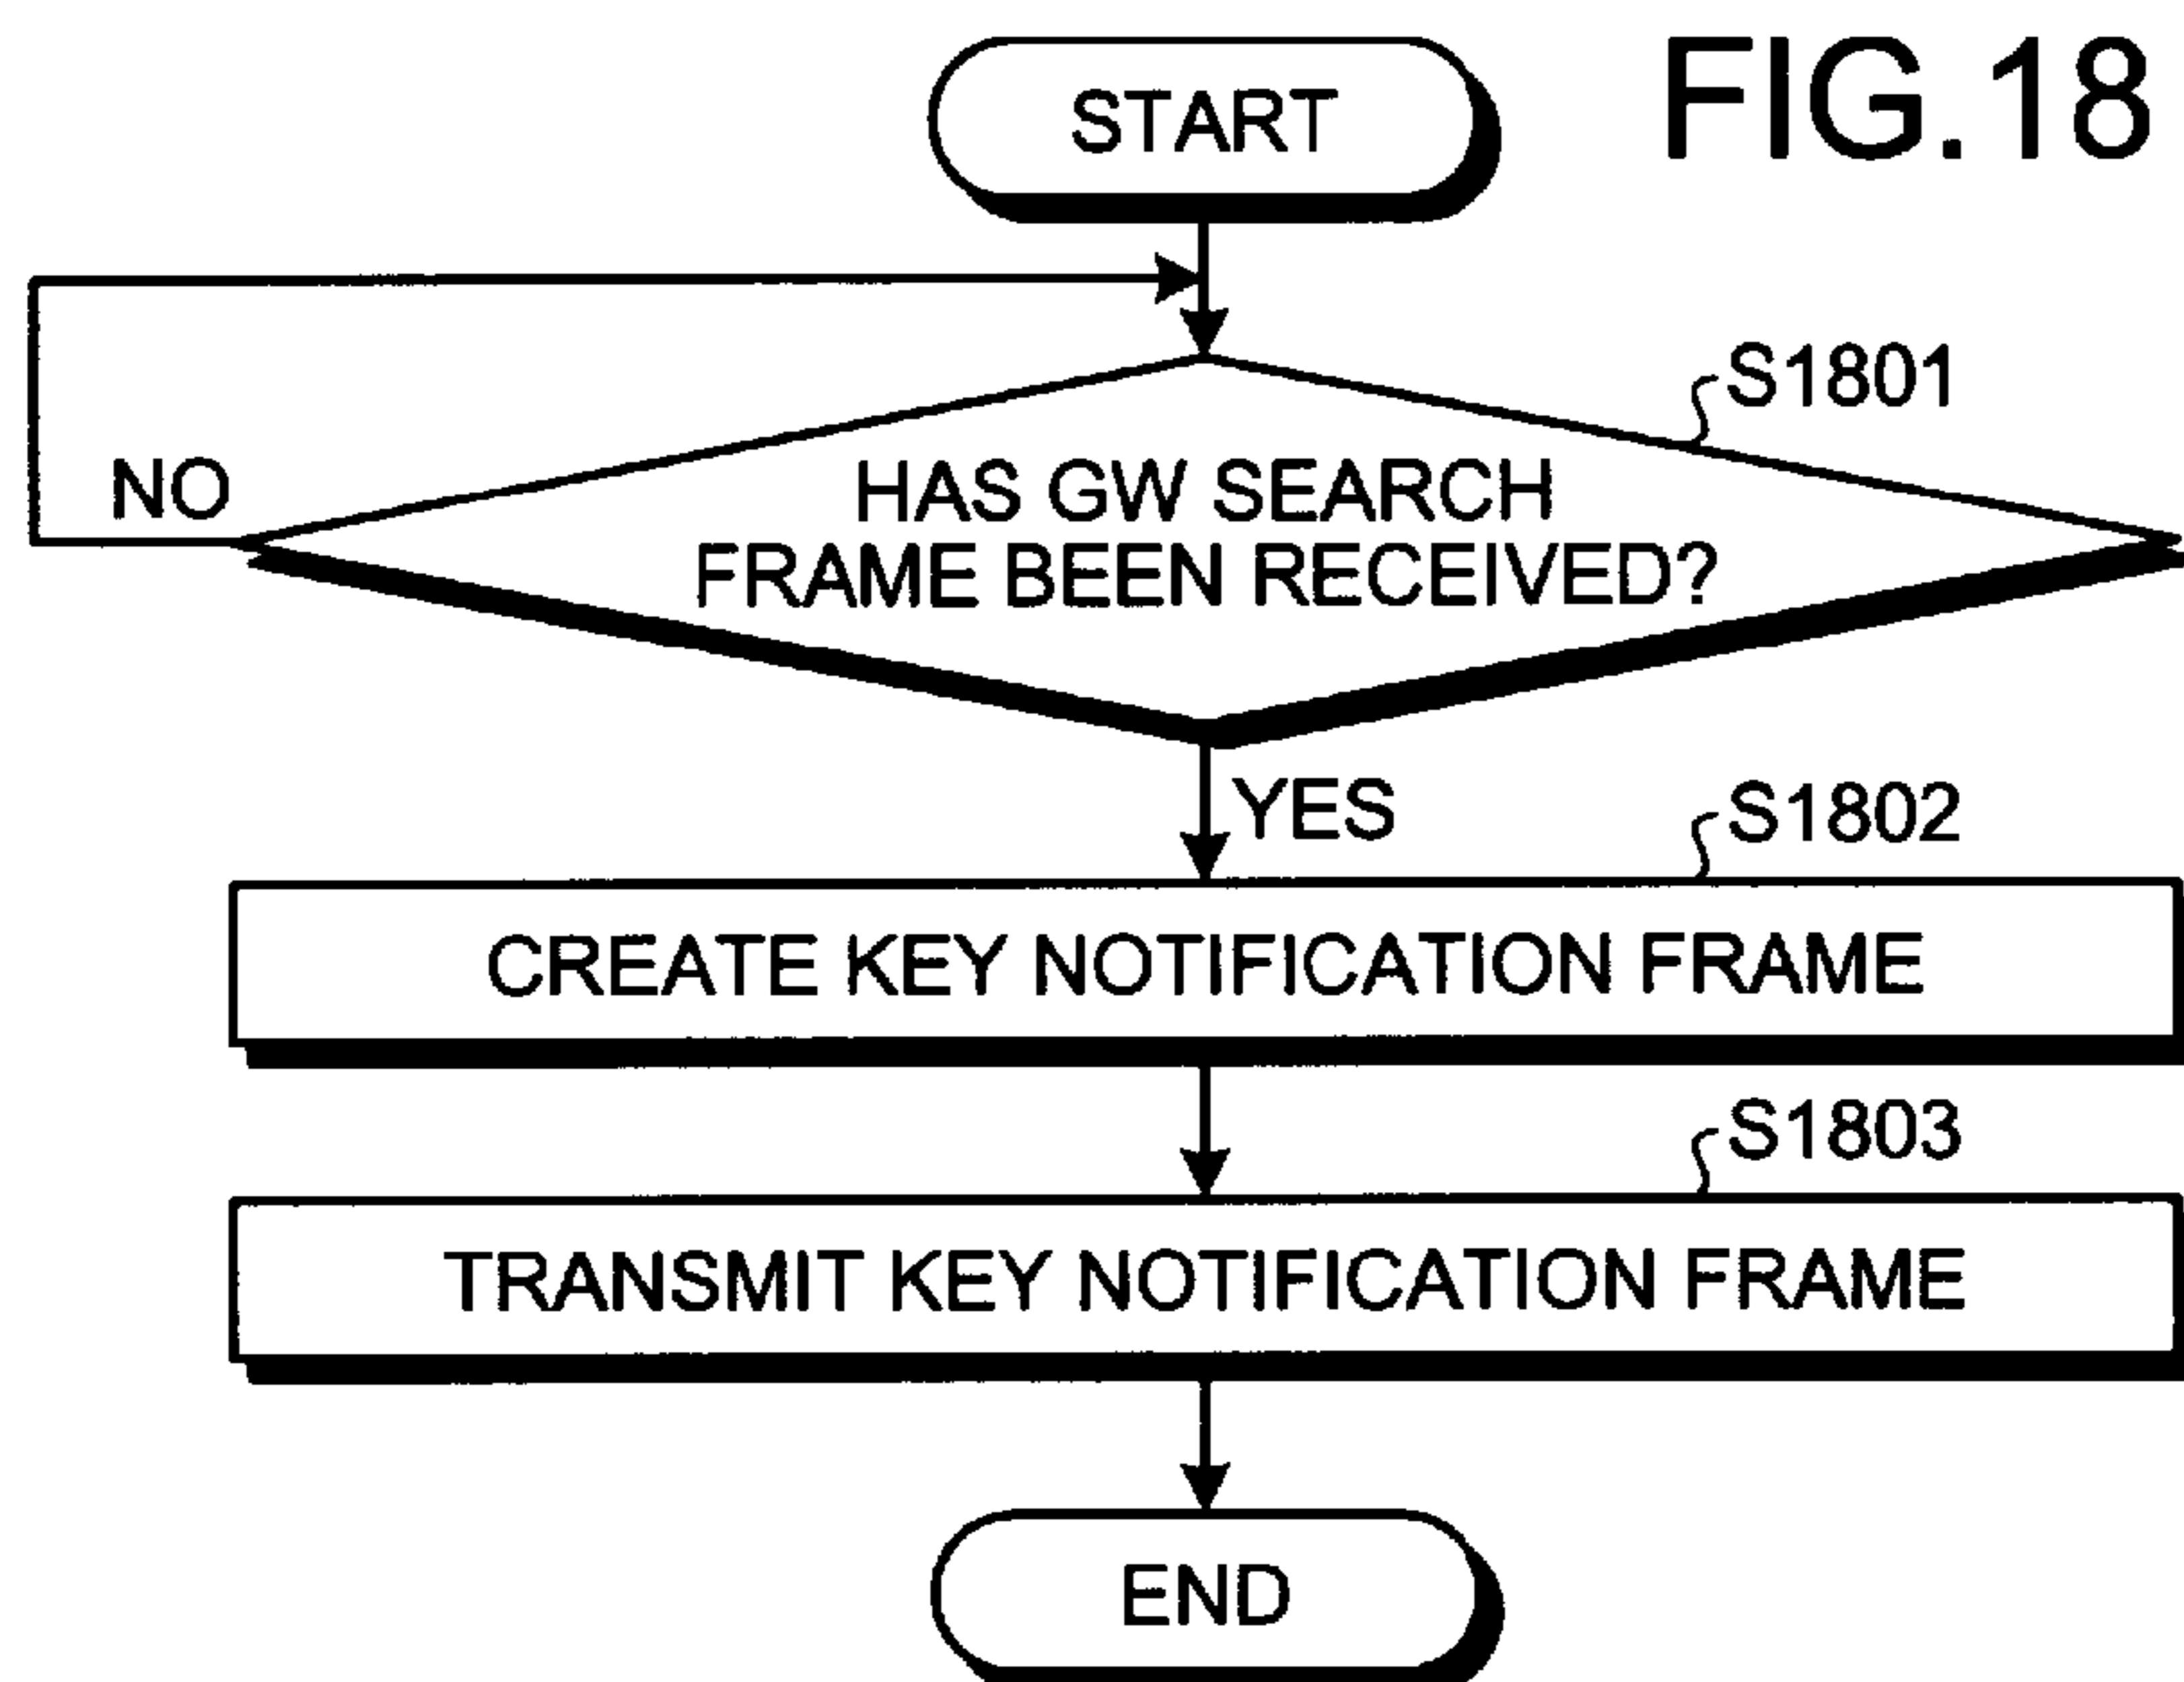 FIG.18
START
S1801
HAS GW SEARCH
FRAME BEEN RECEIVED?
NO
YES
S1802
CREATE KEY NOTIFICATION FRAME
S1803
TRANSMIT KEY NOTIFICATION FRAME
END